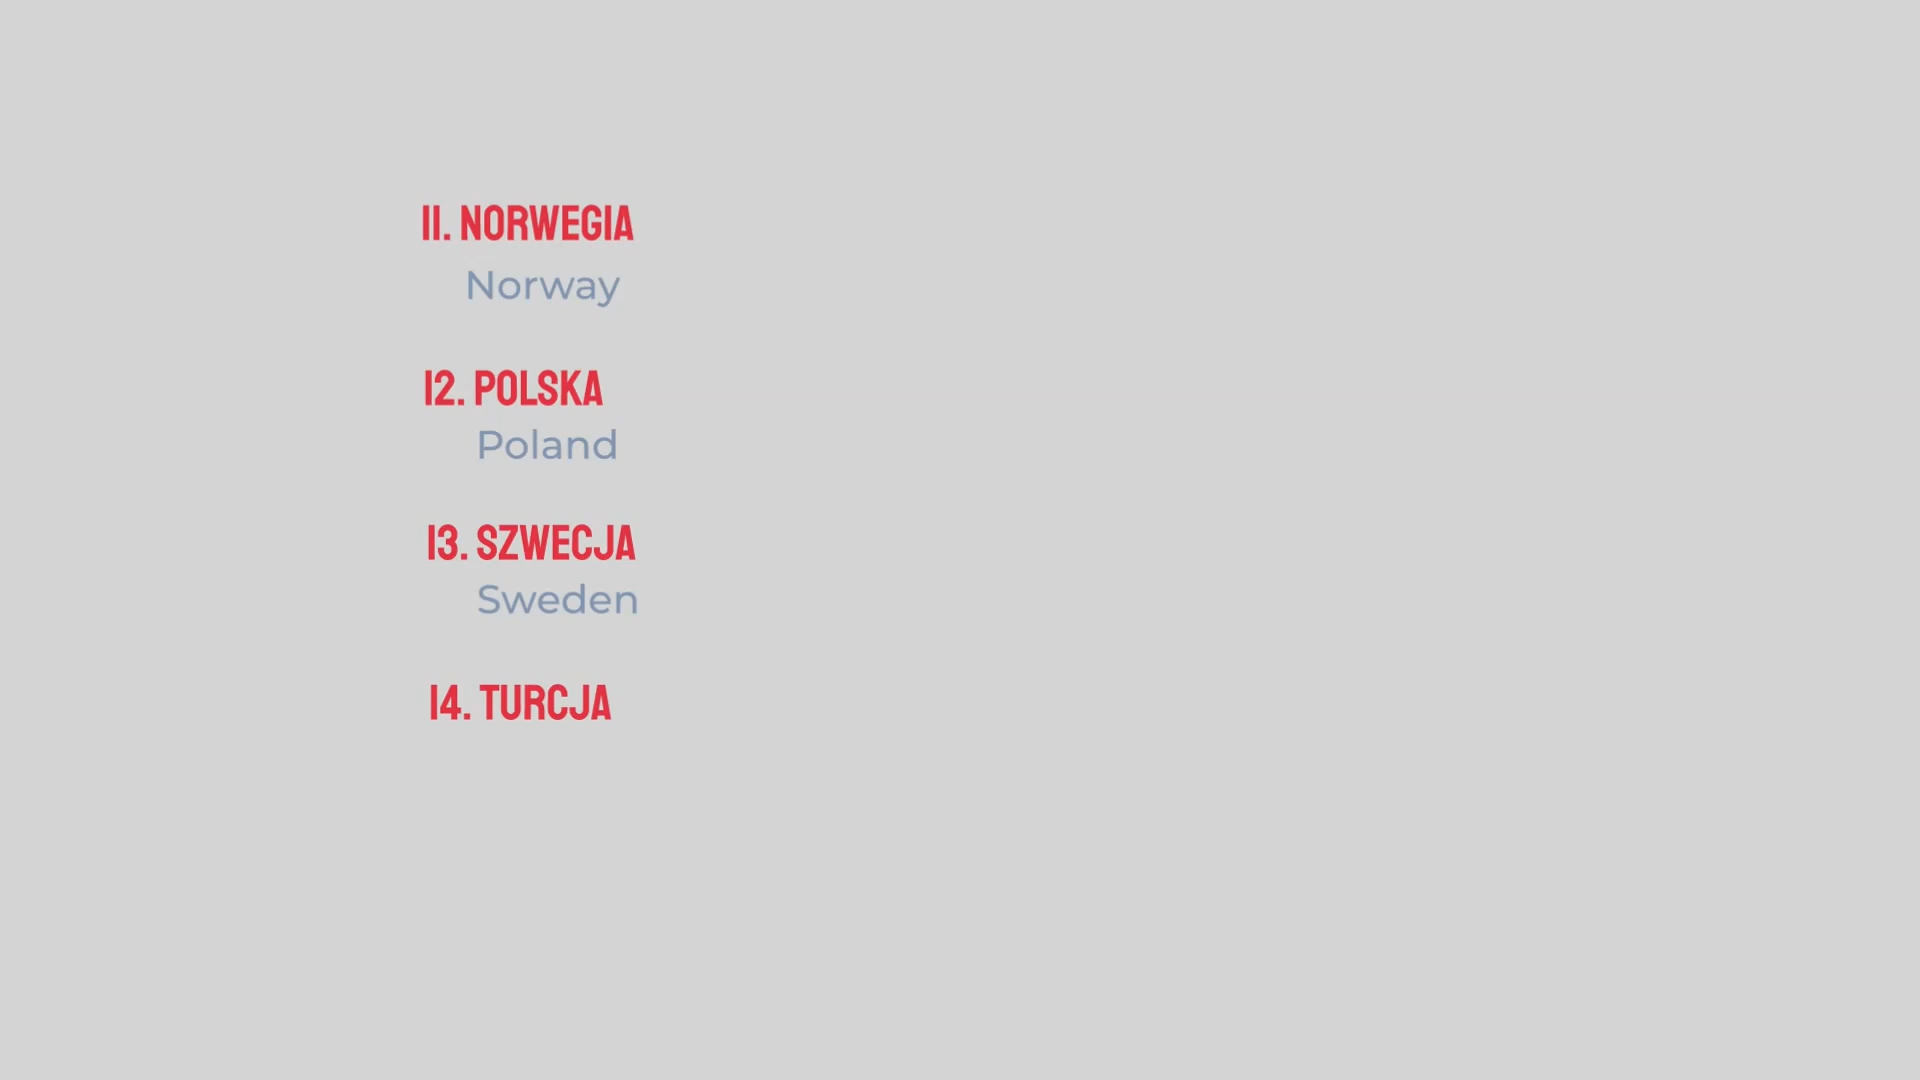 11. NORWEGIA
Norway
12. POLSKA
Poland
13. SZWECJA
Sweden
14. TURCJA